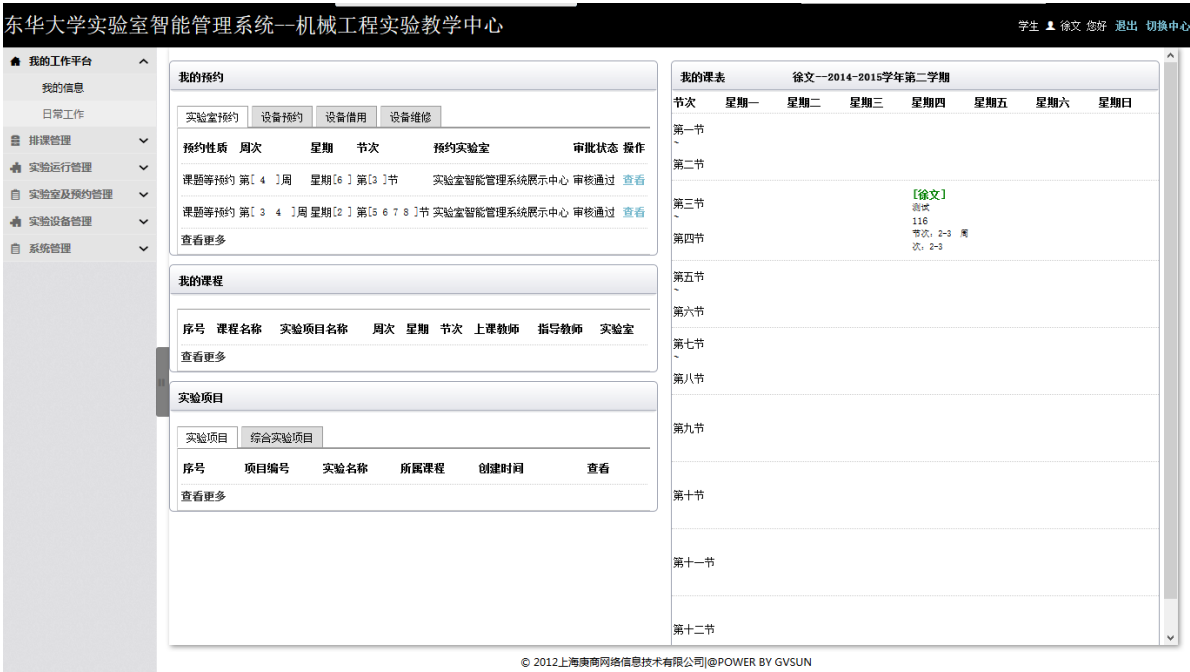 东华大学实验室智能管理系统--机械工程实验教学中心
学生 徐文 您好 退出 切换中心
我的工作平台
我的信息
日常工作
排课管理
实验运行管理
实验室及预约管理
实验设备管理
系统管理
我的预约
实验室预约 设备预约 设备借用 设备维修
预约性质 周次 星期 节次 预约实验室 审批状态 操作
课题等预约 第[ 4 ]周 星期[6 ] 第[3 ]节 实验室智能管理系统展示中心 审核通过 查看
课题等预约 第[ 3 4 ]周 星期[2 ] 第[5 6 7 8 ]节 实验室智能管理系统展示中心 审核通过 查看
查看更多
我的课程
序号 课程名称 实验项目名称 周次 星期 节次 上课教师 指导教师 实验室
查看更多
实验项目
实验项目 综合实验项目
序号 项目编号 实验名称 所属课程 创建时间 查看
查看更多
我的课表 徐文--2014-2015学年第二学期
节次 星期一 星期二 星期三 星期四 星期五 星期六 星期日
第一节
~
第二节
第三节
~
第四节
[徐文]
测试
116
节次: 2-3 周
次: 2-3
第五节
~
第六节
第七节
~
第八节
第九节
第十节
第十一节
第十二节
© 2012上海庚商网络信息技术有限公司|@POWER BY GVSUN